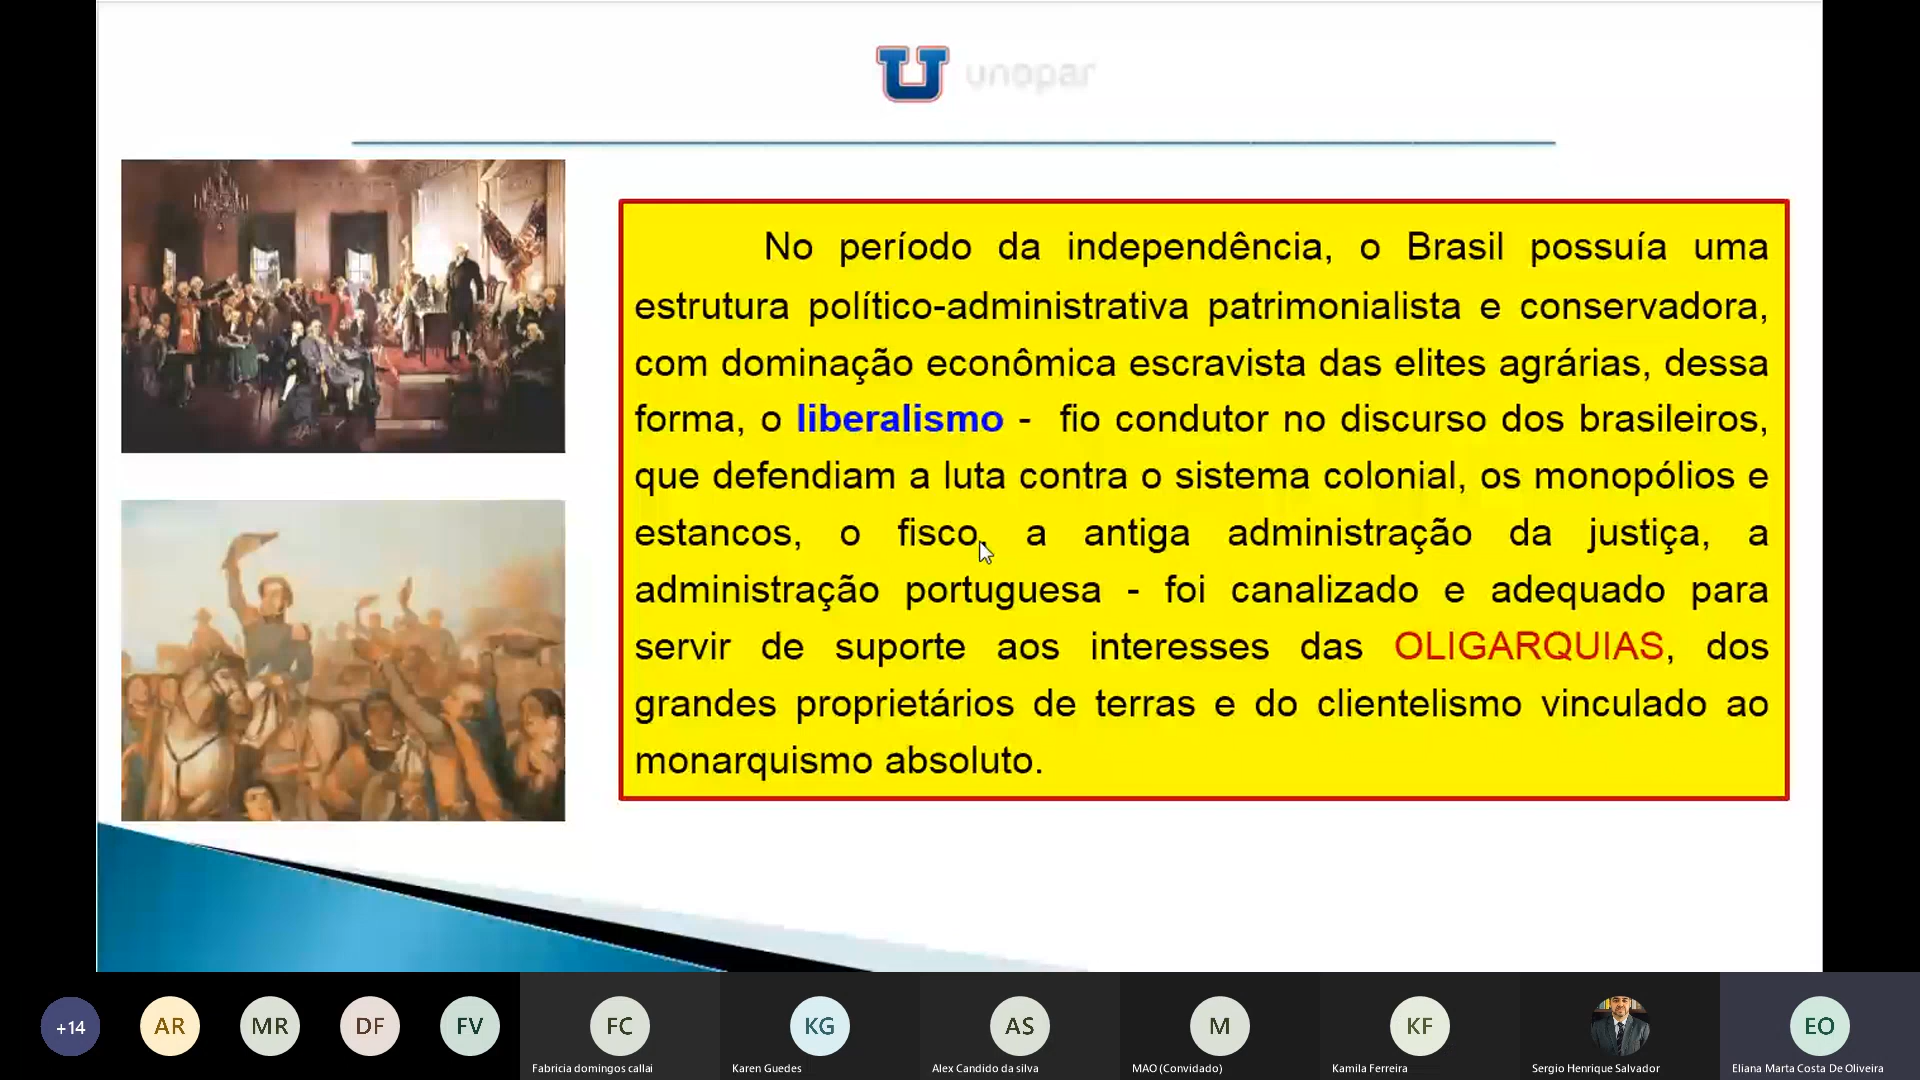 unopar
No período da independência, o Brasil possuía uma
estrutura político-administrativa patrimonialista e conservadora,
com dominação econômica escravista das elites agrárias, dessa
forma, o liberalismo - fio condutor no discurso dos brasileiros,
que defendiam a luta contra o sistema colonial, os monopólios e
estancos, o fisco, a antiga administração da justiça, a
administração portuguesa - foi canalizado e adequado para
servir de suporte aos interesses das OLIGARQUIAS, dos
grandes proprietários de terras e do clientelismo vinculado ao
monarquismo absoluto.
+14
AR
MR
DF
FV
FC
KG
AS
M
KF
EO
Fabricia domingos callai
Karen Guedes
Alex Candido da silva
MAO (Convidado)
Kamila Ferreira
Sergio Henrique Salvador
Eliana Marta Costa De Oliveira